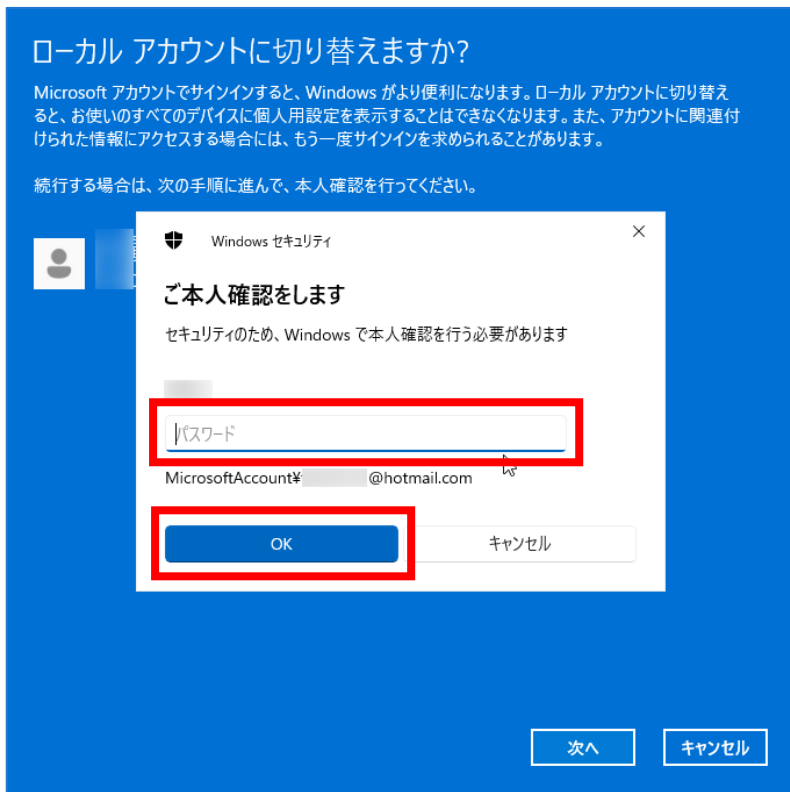 ローカル アカウントに切り替えますか?
Microsoft アカウントでサインインすると、Windows がより便利になります。ローカル アカウントに切り替え
ると、お使いのすべてのデバイスに個人用設定を表示することはできなくなります。また、アカウントに関連付
けられた情報にアクセスする場合には、もう一度サインインを求められることがあります。
続行する場合は、次の手順に進んで、本人確認を行ってください。
Windows セキュリティ
ご本人確認をします
セキュリティのため、Windows で本人確認を行う必要があります
パスワード
MicrosoftAccount¥ @hotmail.com
OK キャンセル
次へ キャンセル